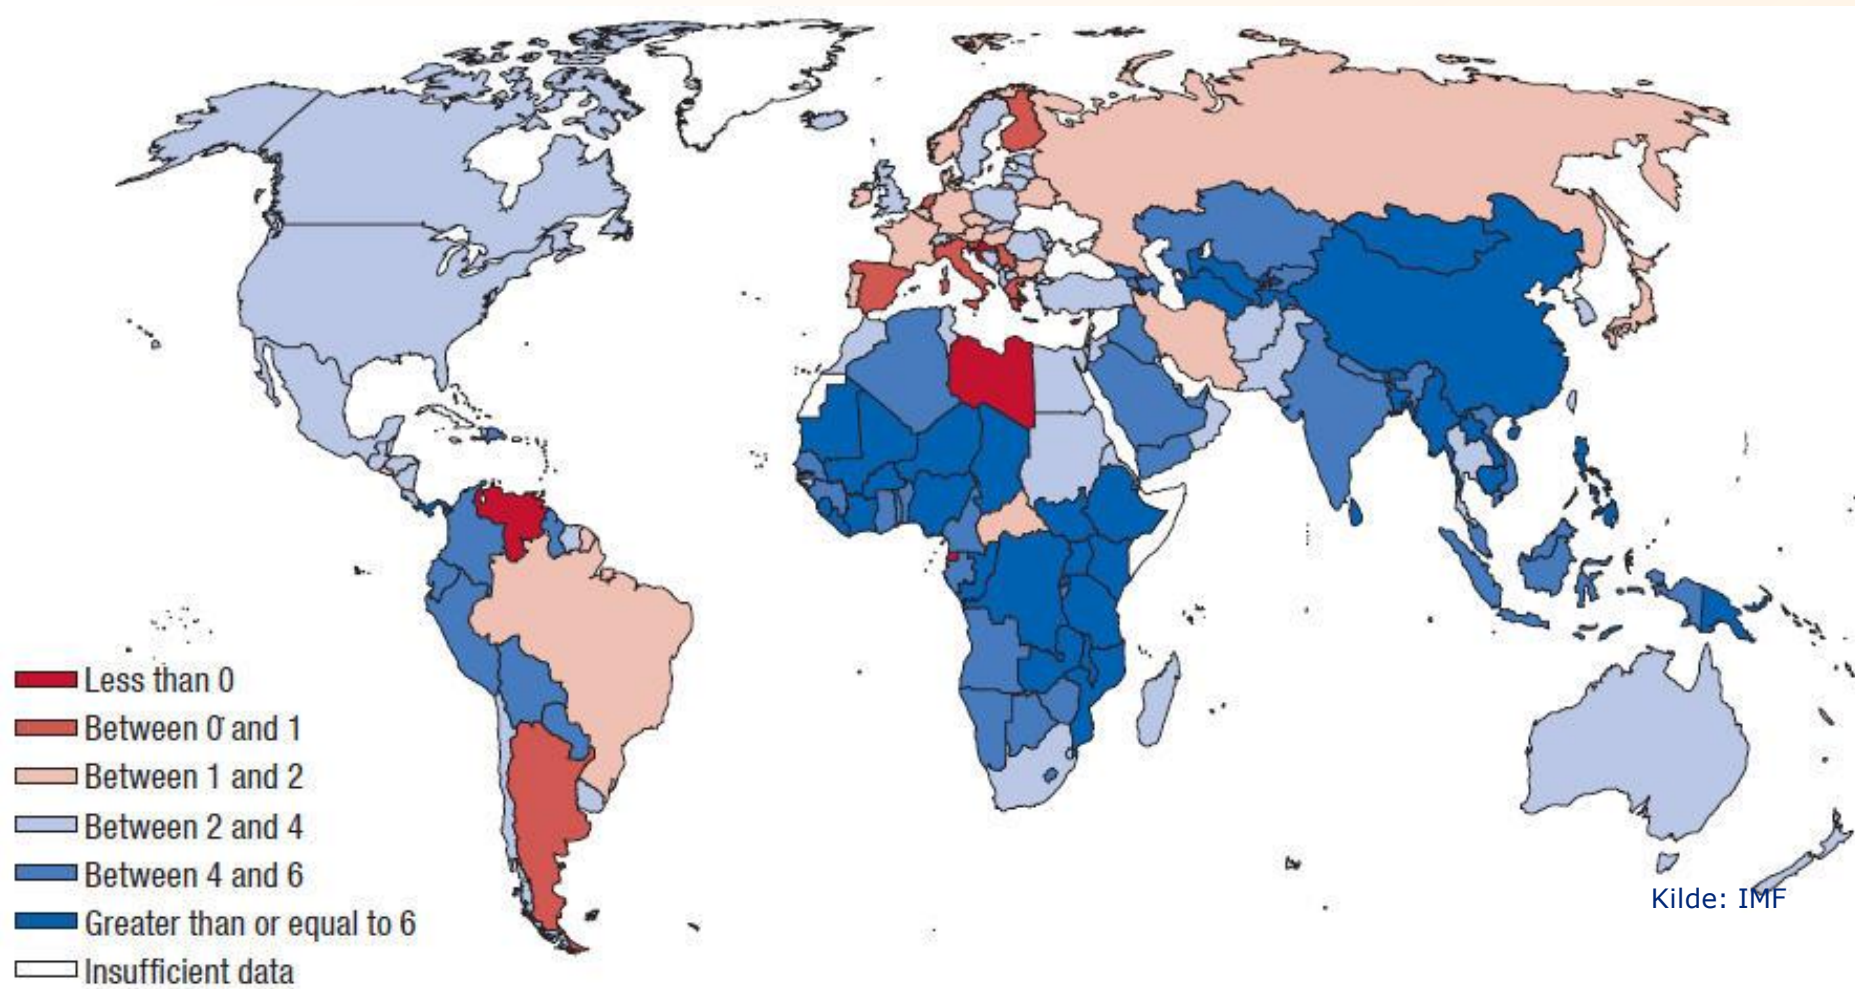 Less than 0
Between 0 and 1
Between 1 and 2
Between 2 and 4
Between 4 and 6
Greater than or equal to 6
Insufficient data
Kilde: IMF